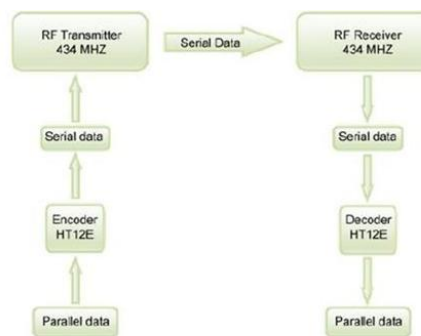 RF Transmitter
434 MHZ
Serial Data
RF Receiver
434 MHZ
Serial data
Serial data
Encoder
HT12E
Decoder
HT12E
Parallel data
Parallel data